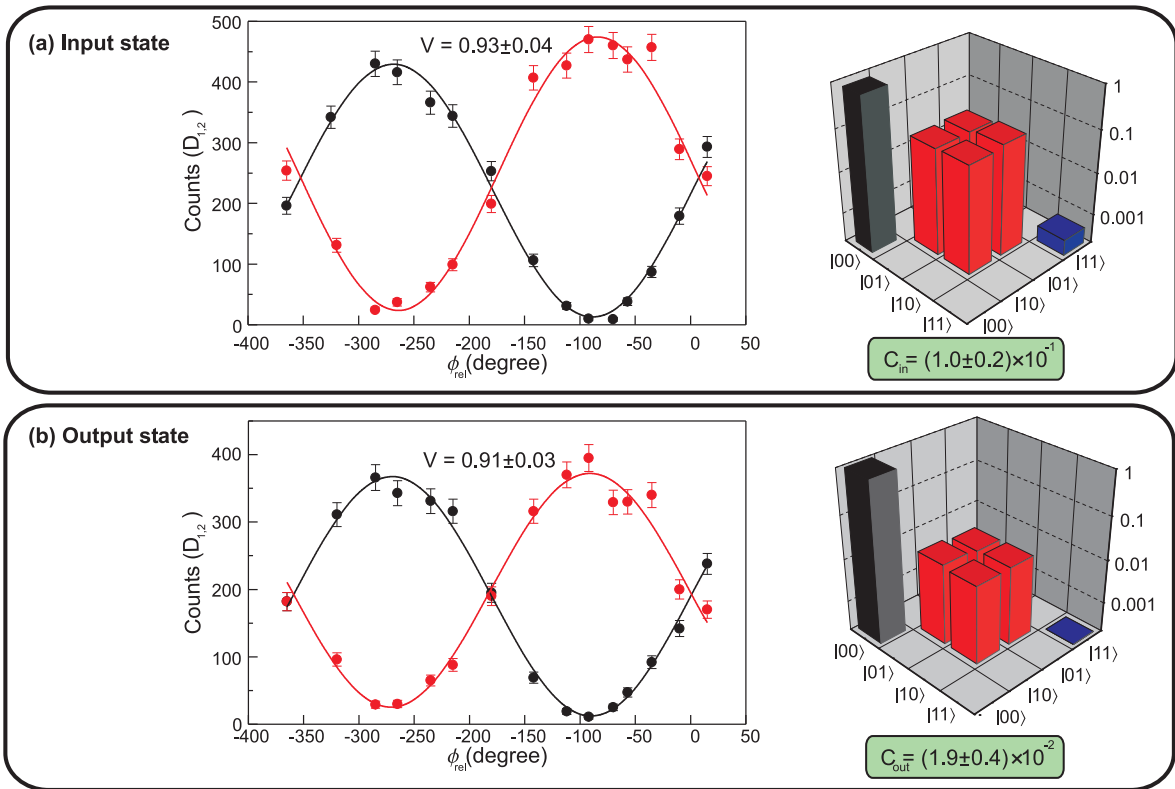 (a) Input state
V = 0.93±0.04
Counts (D1,2)
500
400
300
200
100
0
-400 -350 -300 -250 -200 -150 -100 -50 0 50
ϕrel(degree)
1
0.1
0.01
0.001
|00⟩ |01⟩ |10⟩ |11⟩
|00⟩ |10⟩ |01⟩ |11⟩
Cin= (1.0±0.2)×10-1
(b) Output state
V = 0.91±0.03
Counts (D1,2)
400
300
200
100
0
-400 -350 -300 -250 -200 -150 -100 -50 0 50
ϕrel(degree)
1
0.1
0.01
0.001
|00⟩ |01⟩ |10⟩ |11⟩
|00⟩ |10⟩ |01⟩ |11⟩
Cout= (1.9±0.4)×10-2